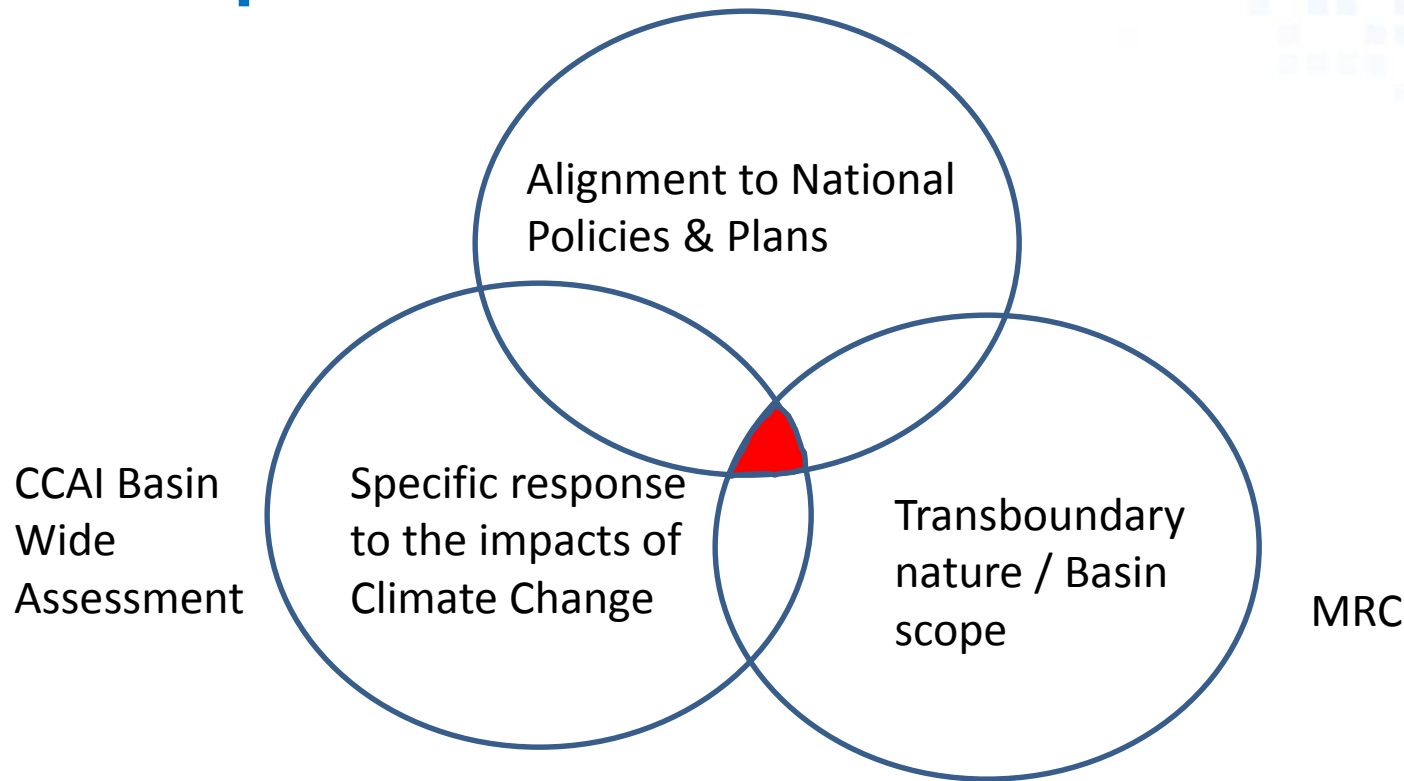 Alignment to National
Policies & Plans
CCAI Basin
Wide
Assessment
Specific response
to the impacts of
Climate Change
Transboundary
nature / Basin
scope
MRC